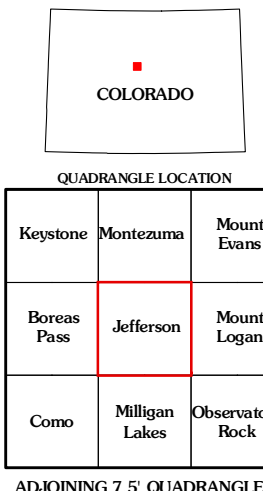 COLORADO
QUADRANGLE LOCATION
Keystone Montezuma Mount
Evans
Boreas
Pass Jefferson Mount
Logan
Como Milligan
Lakes Observato
Rock
ADJOINING 7.5' QUADRANGLE